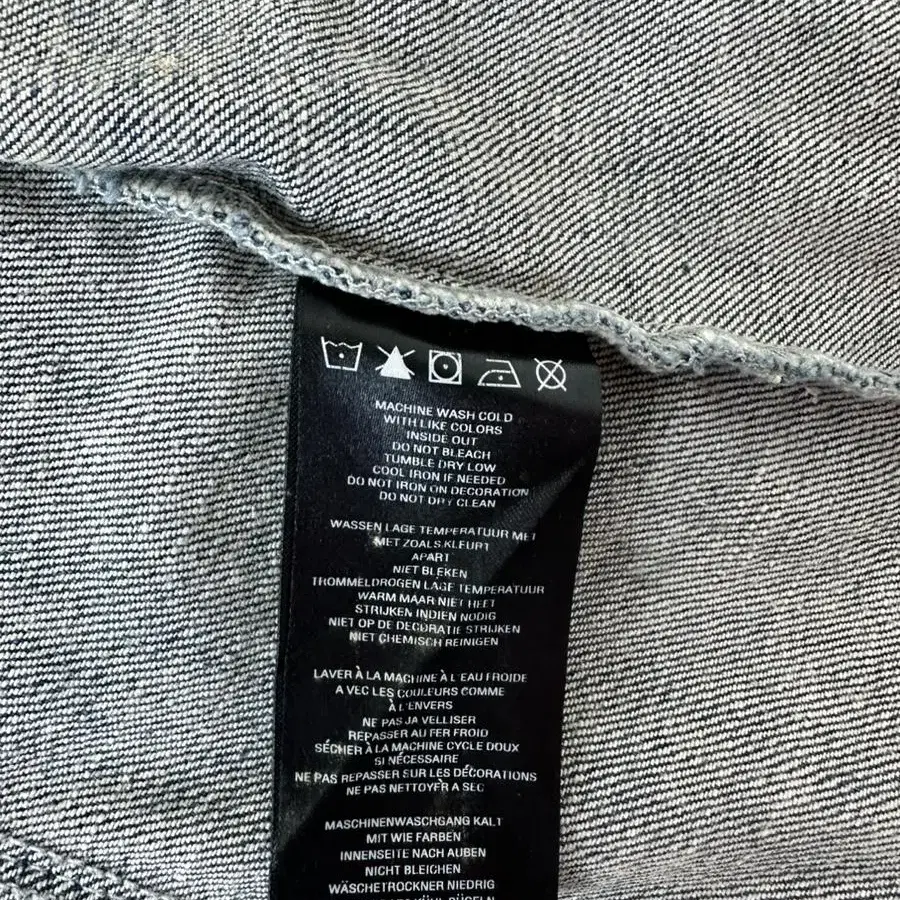 MACHINE WASH COLD
WITH LIKE COLORS
INSIDE OUT
DO NOT BLEACH
TUMBLE DRY LOW
COOL IRON IF NEEDED
DO NOT IRON ON DECORATION
DO NOT DRY CLEAN
WASSEN LAGE TEMPERATUUR MET
MET ZOALS KLEURT
APART
NIET BLEKEN
THOMMELDROGEN LAGE TEMPERATUUR
WARM MAAR NIET HEET
STRIJKEN INDIEN NODIG
NIET OP DE DECORATIE STRIJKEN
NIET CHEMISCH REINIGEN
LAVER À LA MACHINE À L'EAU FROIDE
A VEC LES COULEURS COMME
À L'ENVERS
NE PAS JA VELLISER
REPASSER AU FER FROID
SÉCHER À LA MACHINE CYCLE DOUX
SI NÉCESSAIRE
NE PAS REPASSER SUR LES DÉCORATIONS
NE PAS NETTOYER A SEC
MASCHINENWASCHGANG KALT
MIT WIE FARBEN
INNENSEITE NACH AUBEN
NICHT BLEICHEN
WÄSCHETROCKNER NIEDRIG